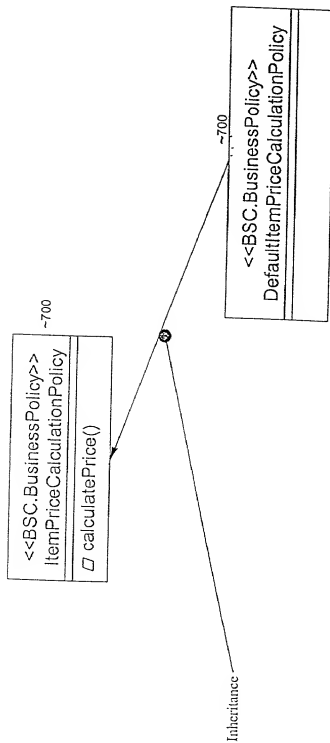 ~700
<<BSC.BusinessPolicy>>
ItemPriceCalculationPolicy
calculatePrice()
~700
<<BSC.BusinessPolicy>>
DefaultItemPriceCalculationPolicy
Inheritance